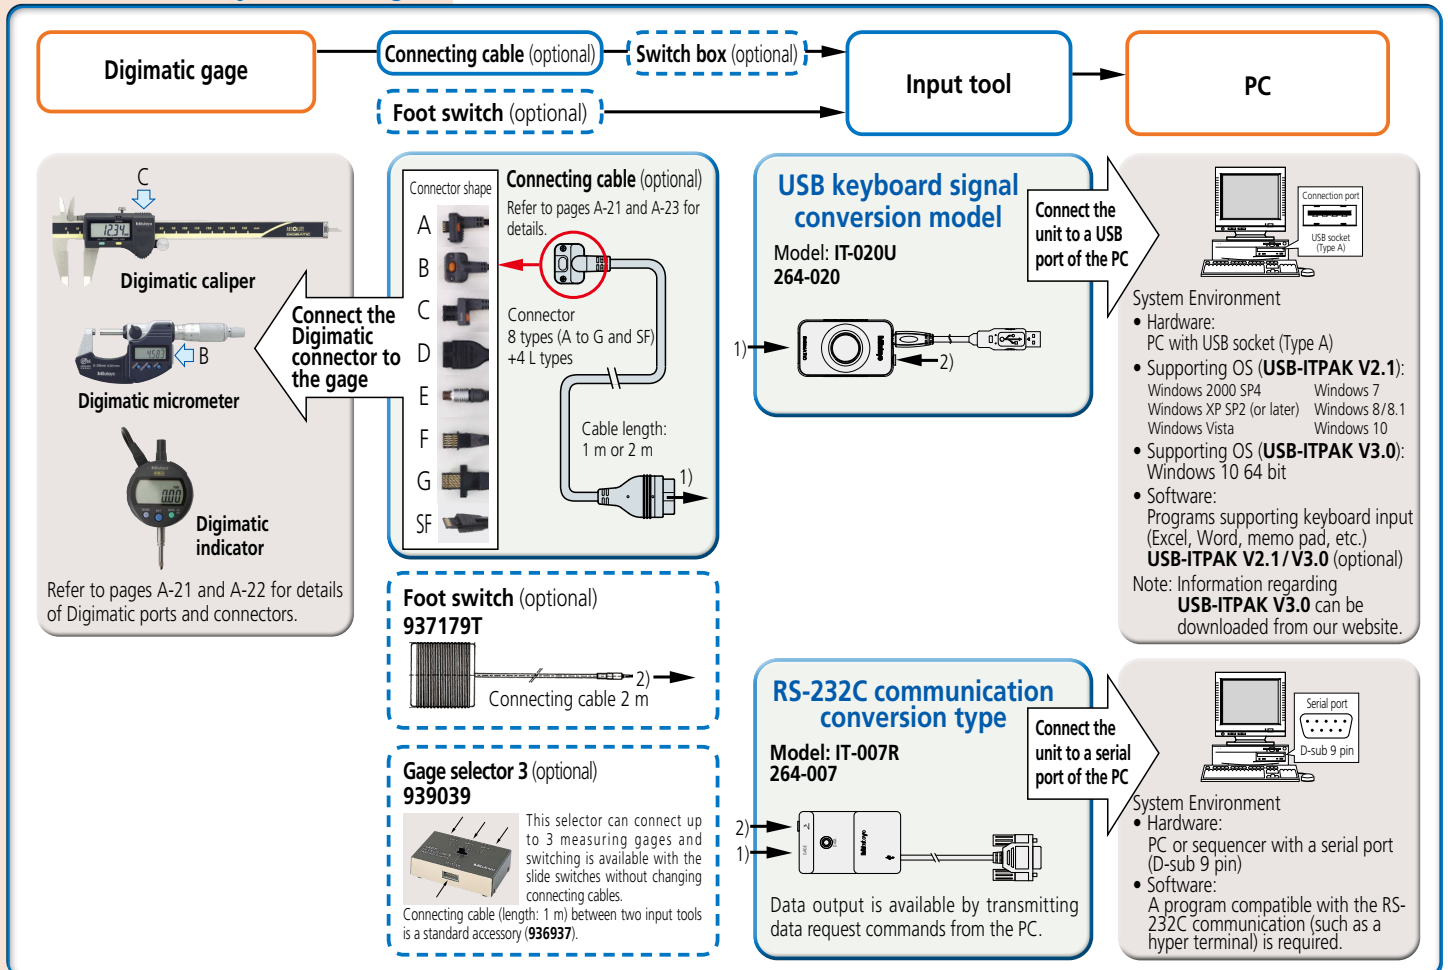 Digimatic gage
Connecting cable (optional)
Switch box (optional)
Foot switch (optional)
Input tool
PC
C
12.34
Mitutoyo
Digimatic caliper
B
Mitutoyo
Digimatic micrometer
Mitutoyo
0.00
Digimatic
indicator
Refer to pages A-21 and A-22 for details
of Digimatic ports and connectors.
Connect the
Digimatic
connector to
the gage
Connector shape
A
B
C
D
E
F
G
SF
Connecting cable (optional)
Refer to pages A-21 and A-23 for
details.
Connector
8 types (A to G and SF)
+4 L types
Cable length:
1 m or 2 m
1)
Foot switch (optional)
937179T
2)
Connecting cable 2 m
Gage selector 3 (optional)
939039
This selector can connect up
to 3 measuring gages and
switching is available with the
slide switches without changing
connecting cables.
Connecting cable (length: 1 m) between two input tools
is a standard accessory (936937).
USB keyboard signal
conversion model
Model: IT-020U
264-020
1)
Mitutoyo
2)
Connect the
unit to a USB
port of the PC
Connection port
USB socket
(Type A)
System Environment
• Hardware:
PC with USB socket (Type A)
• Supporting OS (USB-ITPAK V2.1):
Windows 2000 SP4 Windows 7
Windows XP SP2 (or later) Windows 8/8.1
Windows Vista Windows 10
• Supporting OS (USB-ITPAK V3.0):
Windows 10 64 bit
• Software:
Programs supporting keyboard input
(Excel, Word, memo pad, etc.)
USB-ITPAK V2.1/V3.0 (optional)
Note: Information regarding
USB-ITPAK V3.0 can be
downloaded from our website.
RS-232C communication
conversion type
Model: IT-007R
264-007
2)
1)
Mitutoyo
Data output is available by transmitting
data request commands from the PC.
Connect the
unit to a serial
port of the PC
Serial port
D-sub 9 pin
System Environment
• Hardware:
PC or sequencer with a serial port
(D-sub 9 pin)
• Software:
A program compatible with the RS-
232C communication (such as a
hyper terminal) is required.